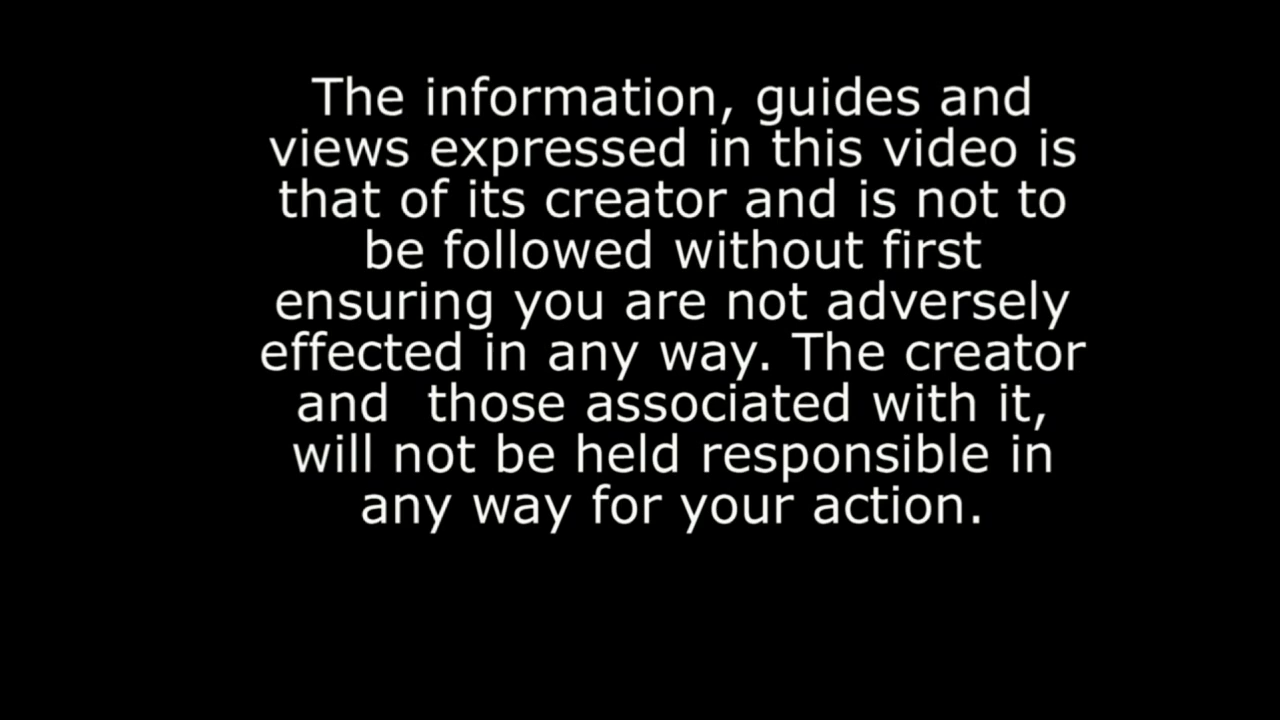 The information, guides and
views expressed in this video is
that of its creator and is not to
be followed without first
ensuring you are not adversely
effected in any way. The creator
and  those associated with it,
will not be held responsible in
any way for your action.